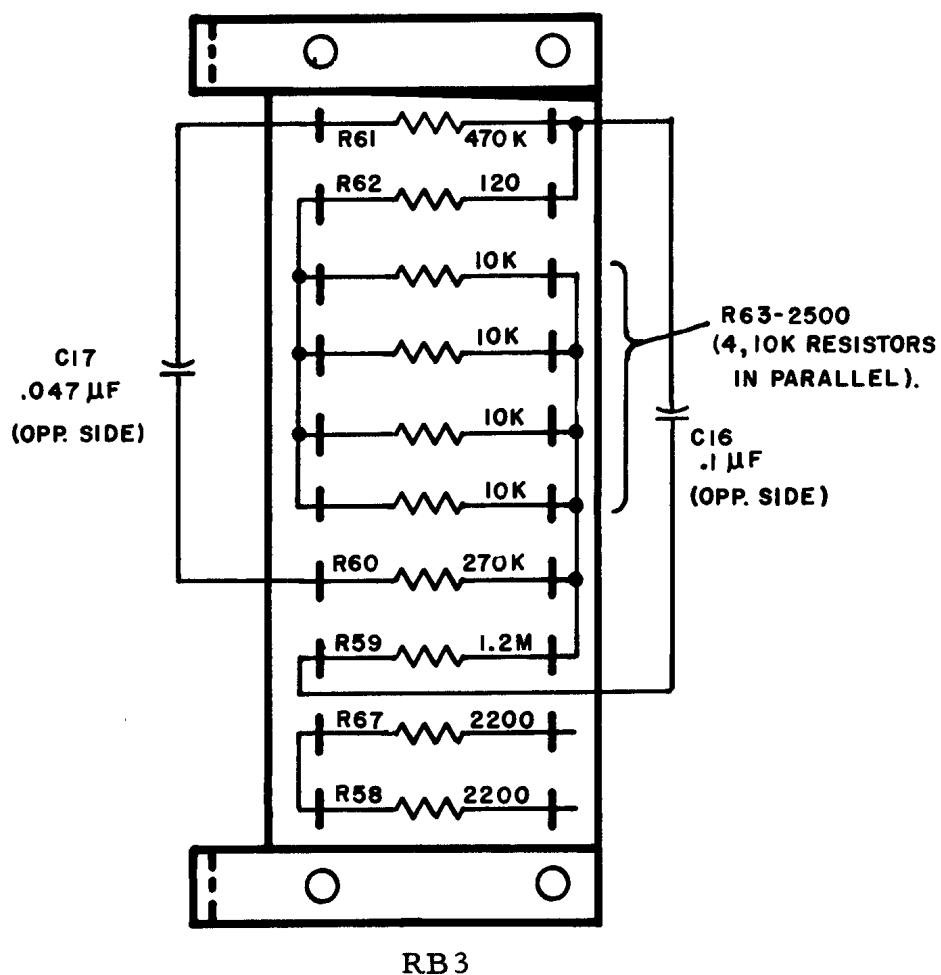 R61 470K
R62 120
10K
10K
10K
10K
R63-2500
(4, 10K RESISTORS
IN PARALLEL).
C17
.047 µF
(OPP. SIDE)
C16
.1 µF
(OPP. SIDE)
R60 270K
R59 1.2M
R67 2200
R58 2200
RB3